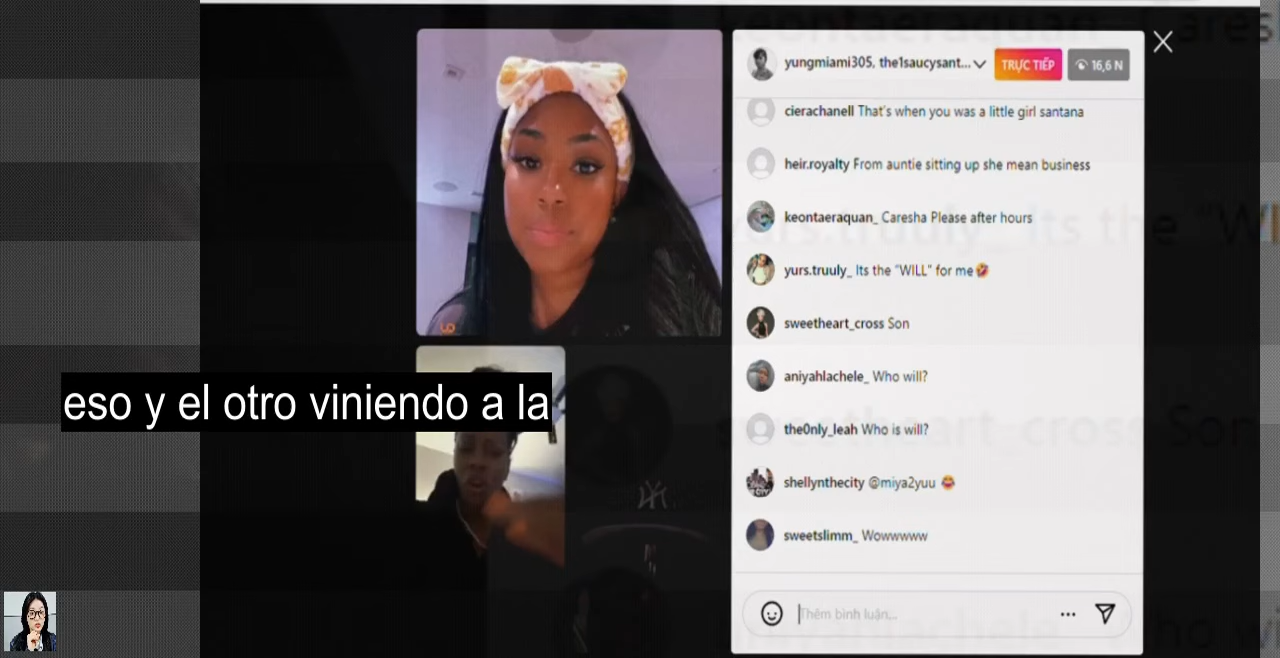 yungmiami305, the1saucysant...
TRỰC TIẾP
16,6 N
cierachanell That's when you was a little girl santana
heir.royalty From auntie sitting up she mean business
keontaeraquan_ Caresha Please after hours
yurs.truuly_ Its the "WILL" for me🤣
sweetheart_cross Son
eso y el otro viniendo a la
aniyahlachele_ Who will?
the0nly_leah Who is will?
shellynthecity @miya2yuu 😂
sweetslimm_ Wowwwww
Thêm bình luận...